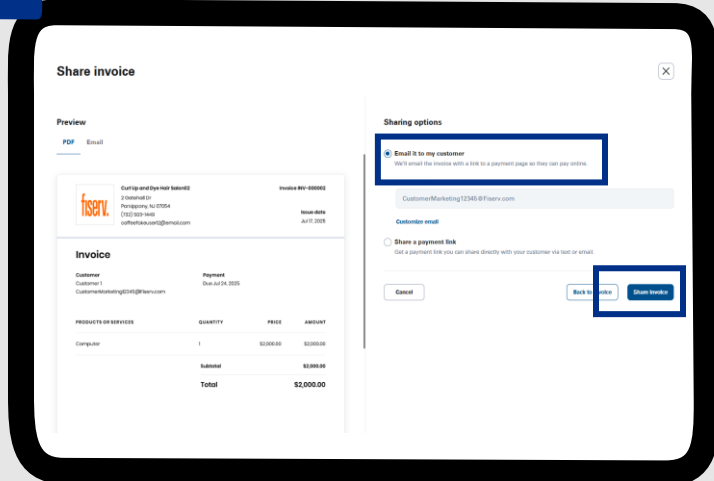 Share invoice
Preview
PDF Email
fiserv.
Curl Up and Dye Hair Salon02
Invoice INV-000002
2 Gatehall Dr
Parsippany, NJ 07054
(732) 503-1448
Issue date
Jul 17, 2025
Invoice
Customer
Payment
Customer 1
Due Jul 24, 2025
CustomerMarketing12345@fiserv.com
PRODUCTS OR SERVICES QUANTITY PRICE AMOUNT
Computer 1 $2,000.00 $2,000.00
Subtotal $2,000.00
Total $2,000.00
Sharing options
Email it to my customer
We'll email the invoice with a link to a payment page so they can pay online.
CustomerMarketing12345@Fiserv.com
Customize email
Share a payment link
Get a payment link you can share directly with your customer via text or email.
Cancel
Back to invoice
Share invoice